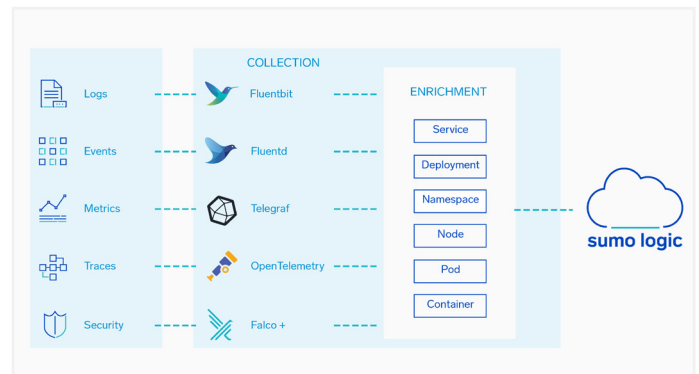 COLLECTION
Logs
Fluentbit
ENRICHMENT
Service
Events
Fluentd
Deployment
Metrics
Telegraf
Namespace
Node
sumo logic
Traces
OpenTelemetry
Pod
Container
Security
Falco +